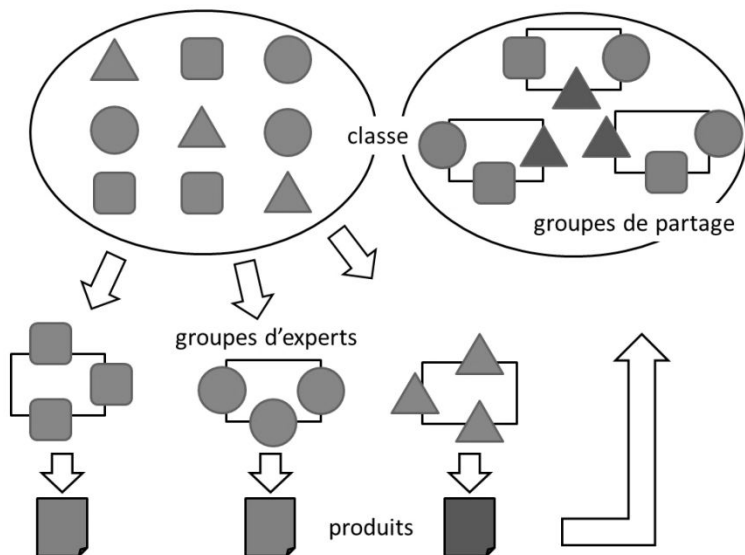 classe
groupes de partage
groupes d'experts
produits